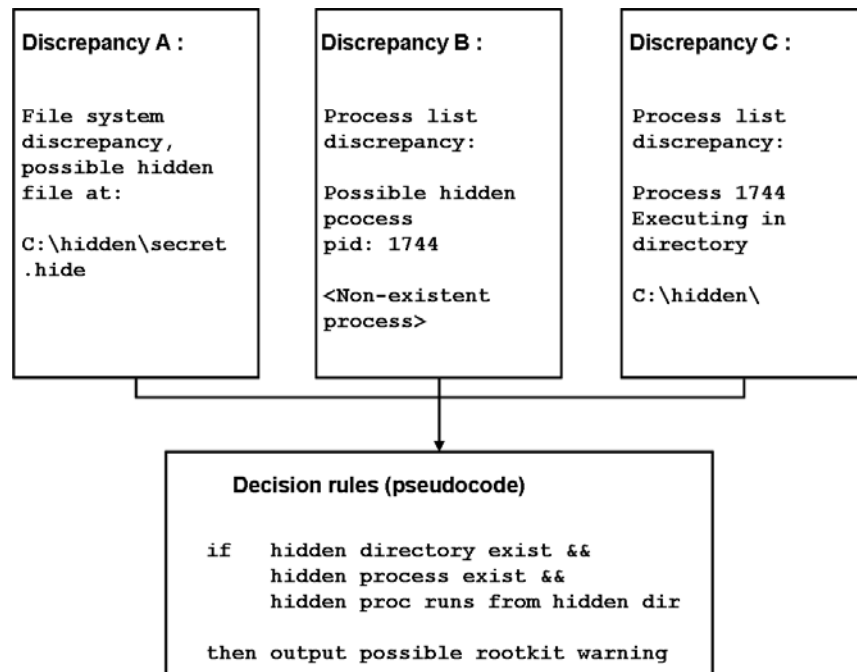 Discrepancy A :
File system
discrepancy,
possible hidden
file at:
C:\hidden\secret
.hide
Discrepancy B :
Process list
discrepancy:
Possible hidden
pcocess
pid: 1744
<Non-existent
process>
Discrepancy C :
Process list
discrepancy:
Process 1744
Executing in
directory
C:\hidden\
Decision rules (pseudocode)
if hidden directory exist &&
hidden process exist &&
hidden proc runs from hidden dir
then output possible rootkit warning